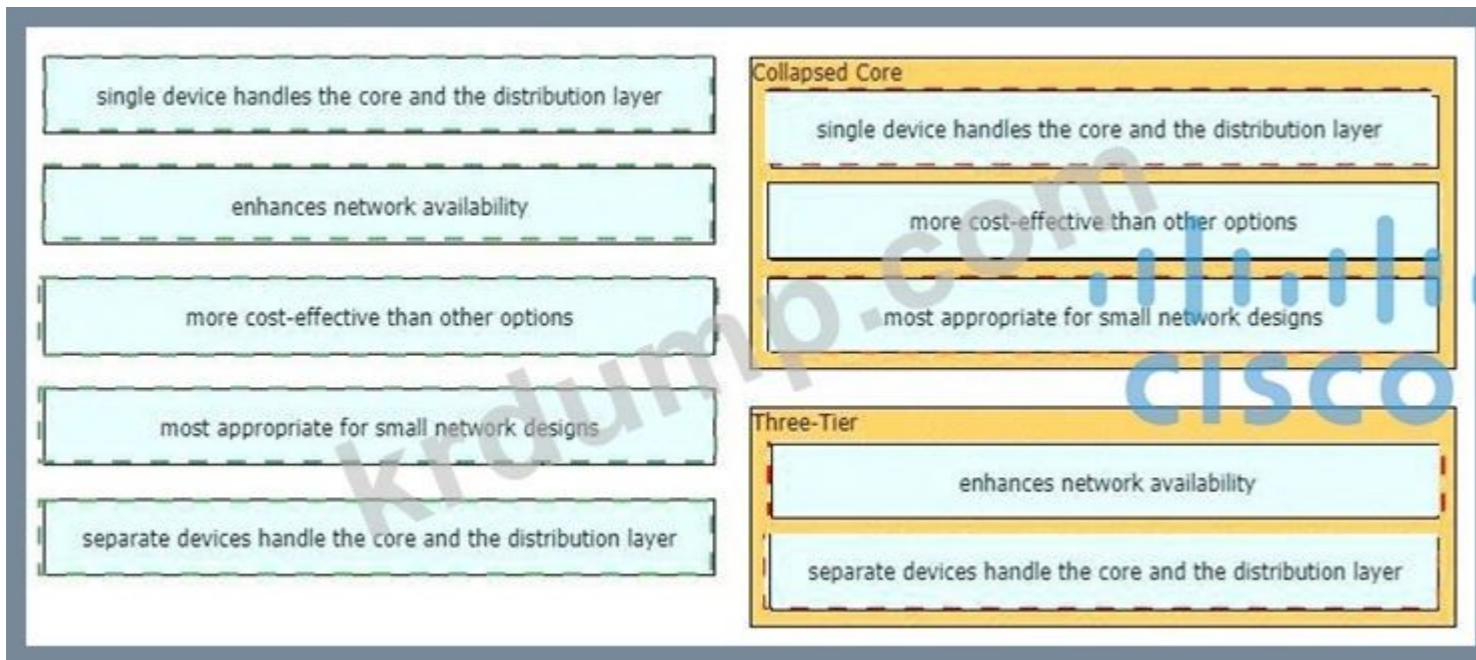 single device handles the core and the distribution layer
enhances network availability
more cost-effective than other options
most appropriate for small network designs
separate devices handle the core and the distribution layer
Collapsed Core
single device handles the core and the distribution layer
more cost-effective than other options
most appropriate for small network designs
Three-Tier
enhances network availability
separate devices handle the core and the distribution layer
krdump.com
CISCO